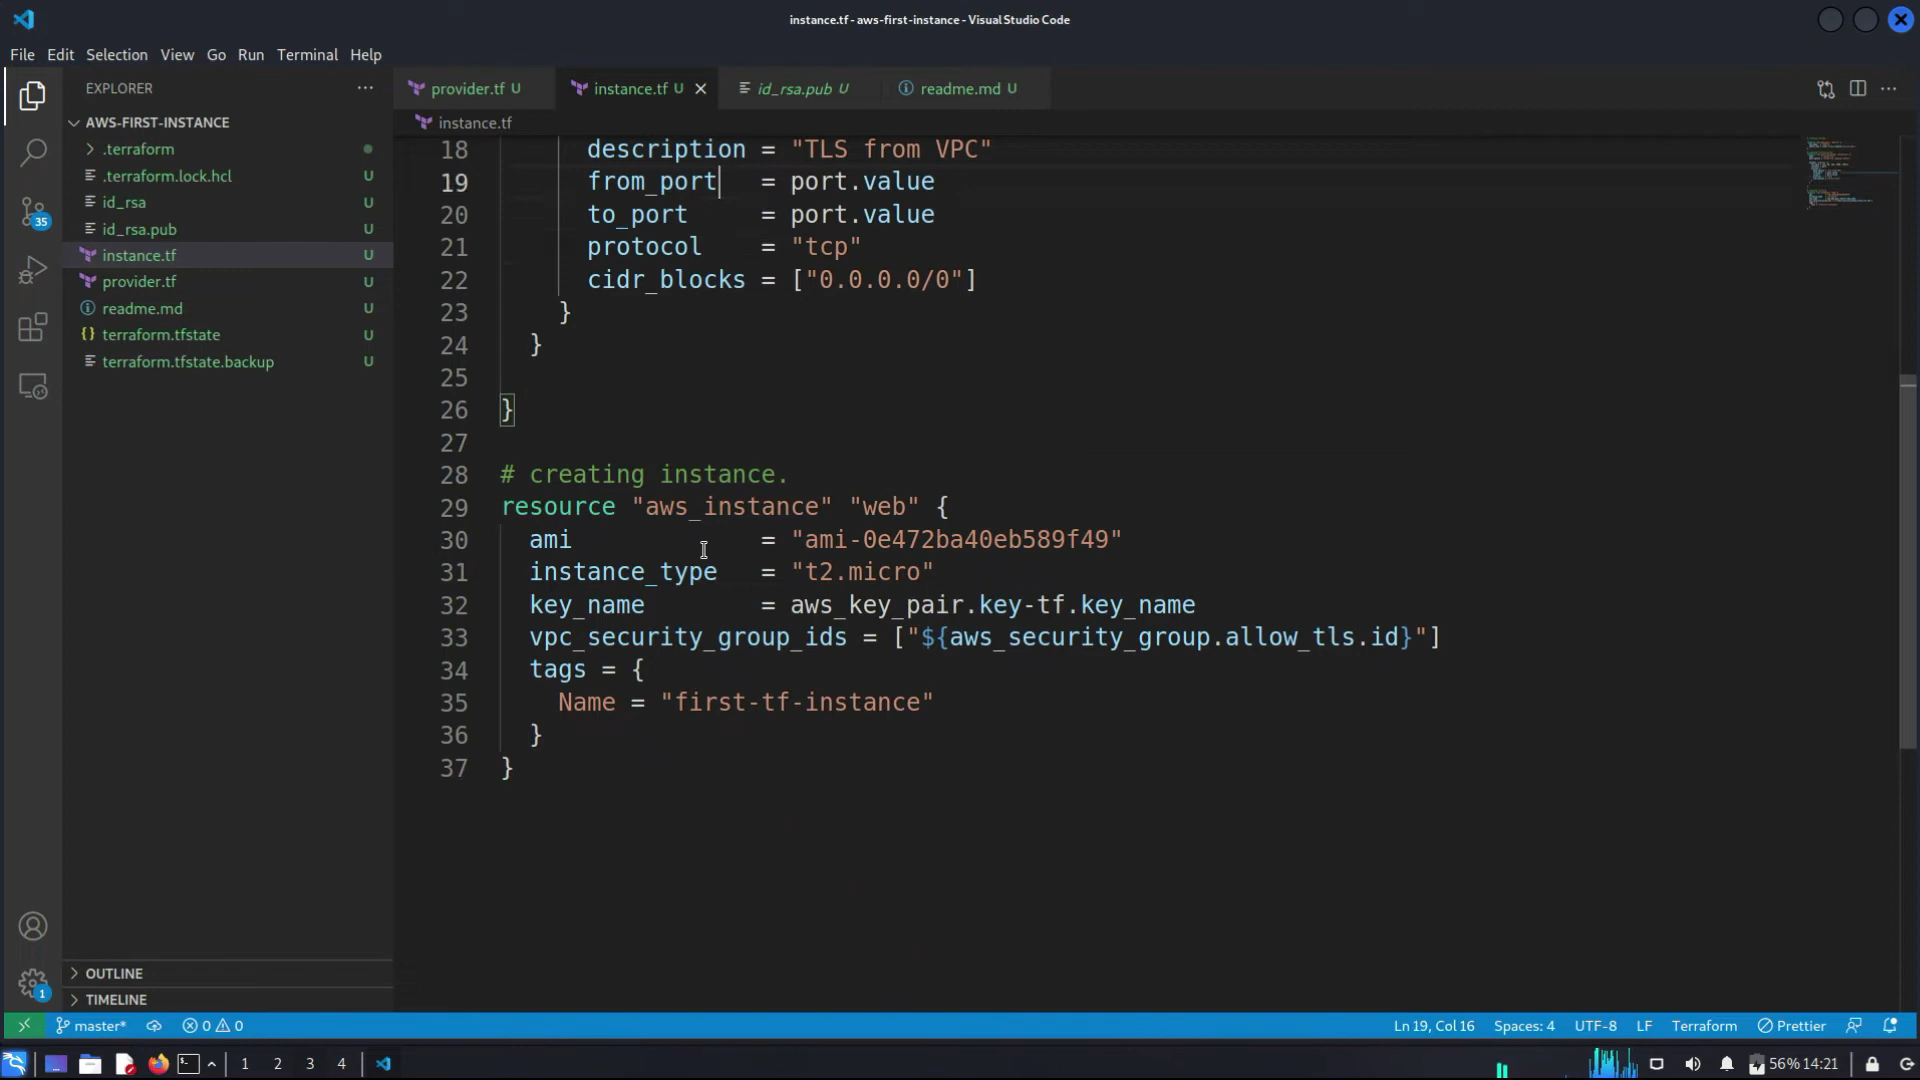 instance.tf - aws-first-instance - Visual Studio Code
File Edit Selection View Go Run Terminal Help
EXPLORER ···
AWS-FIRST-INSTANCE
.terraform
.terraform.lock.hcl U
id_rsa U
id_rsa.pub U
instance.tf U
provider.tf U
readme.md U
terraform.tfstate U
terraform.tfstate.backup U
OUTLINE
TIMELINE
35
1
provider.tf U instance.tf U id_rsa.pub U readme.md U
instance.tf
18 description = "TLS from VPC"
19 from_port = port.value
20 to_port = port.value
21 protocol = "tcp"
22 cidr_blocks = ["0.0.0.0/0"]
23 }
24 }
25
26 }
27
28 # creating instance.
29 resource "aws_instance" "web" {
30 ami = "ami-0e472ba40eb589f49"
31 instance_type = "t2.micro"
32 key_name = aws_key_pair.key-tf.key_name
33 vpc_security_group_ids = ["${aws_security_group.allow_tls.id}"]
34 tags = {
35 Name = "first-tf-instance"
36 }
37 }
master* 0 0 Ln 19, Col 16 Spaces: 4 UTF-8 LF Terraform Prettier
1 2 3 4 56% 14:21